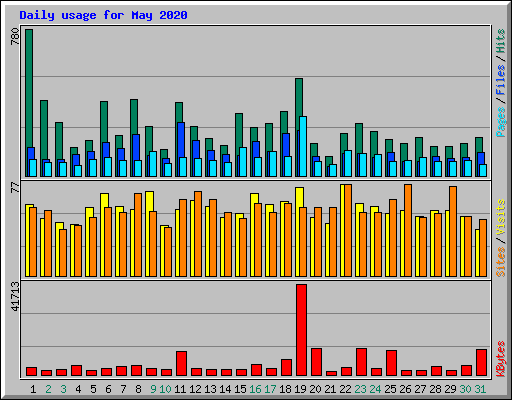 Daily usage for May 2020
780
Pages / Files / Hits
77
Sites / Visits
41713
KBytes
1 2 3 4 5 6 7 8 9 10 11 12 13 14 15 16 17 18 19 20 21 22 23 24 25 26 27 28 29 30 31